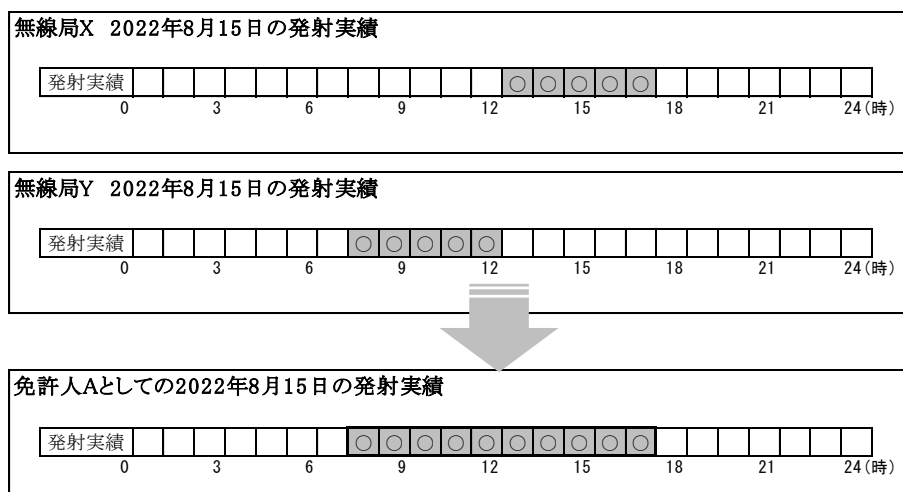 無線局X 2022年8月15日の発射実績
発射実績 ○ ○ ○ ○ ○
0 3 6 9 12 15 18 21 24(時)
無線局Y 2022年8月15日の発射実績
発射実績 ○ ○ ○ ○ ○
0 3 6 9 12 15 18 21 24(時)
免許人Aとしての2022年8月15日の発射実績
発射実績 ○ ○ ○ ○ ○ ○ ○ ○ ○ ○
0 3 6 9 12 15 18 21 24(時)